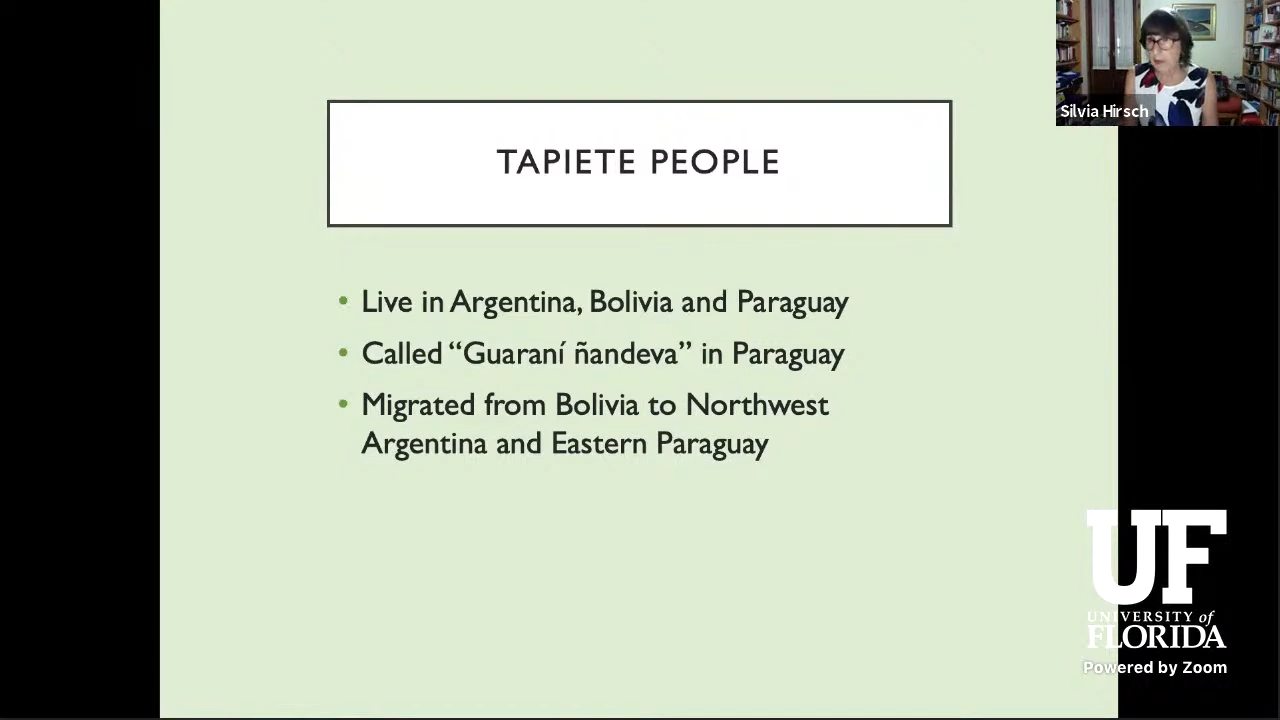 Silvia Hirsch
TAPIETE PEOPLE
• Live in Argentina, Bolivia and Paraguay
• Called “Guaraní ñandeva” in Paraguay
• Migrated from Bolivia to Northwest
Argentina and Eastern Paraguay
UF
UNIVERSITY of
FLORIDA
Powered by Zoom